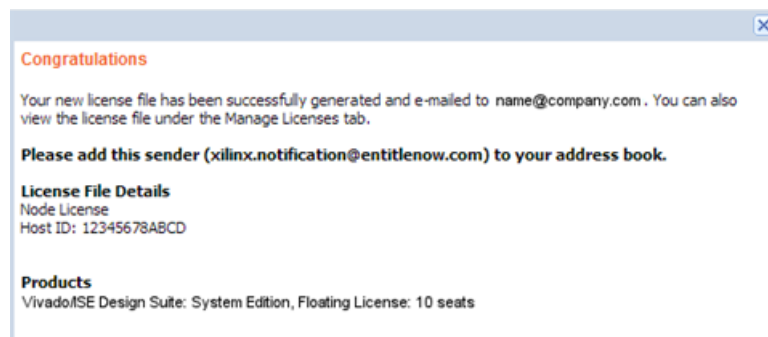 Congratulations
Your new license file has been successfully generated and e-mailed to name@company.com . You can also
view the license file under the Manage Licenses tab.
Please add this sender (xilinx.notification@entitlenow.com) to your address book.
License File Details
Node License
Host ID: 12345678ABCD
Products
Vivado/ISE Design Suite: System Edition, Floating License: 10 seats